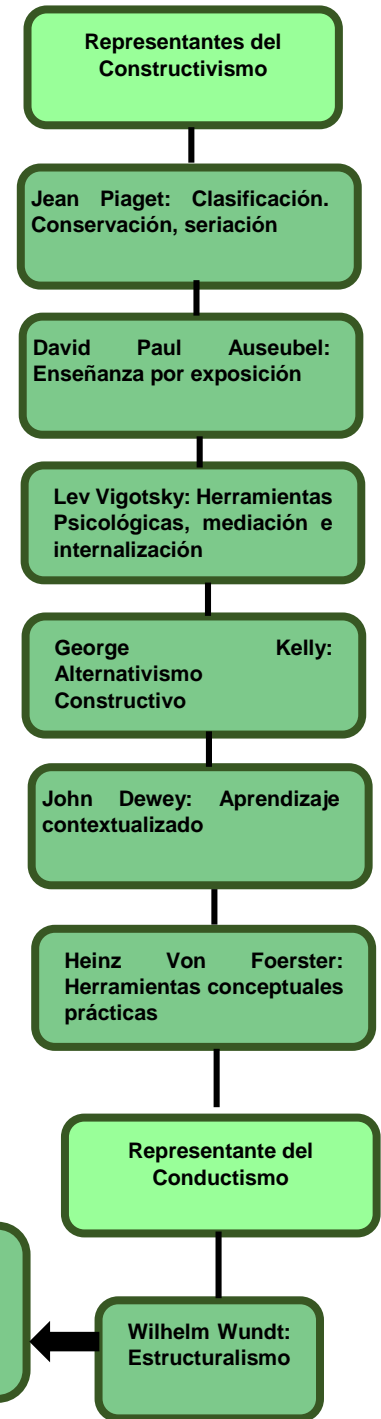 Representantes del
Constructivismo
Jean Piaget: Clasificación.
Conservación, seriación
David Paul Auseubel:
Enseñanza por exposición
Lev Vigotsky: Herramientas
Psicológicas, mediación e
internalización
George Kelly:
Alternativismo
Constructivo
John Dewey: Aprendizaje
contextualizado
Heinz Von Foerster:
Herramientas conceptuales
prácticas
Representante del
Conductismo
Wilhelm Wundt:
Estructuralismo